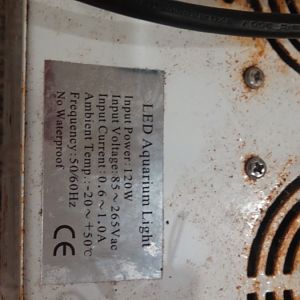 LED Aquarium Light
Input Power: 120W
Input Voltage: 85~265Vac
Input Current: 0.6~1.0A
Ambient Temp.: -20~+50℃
Frequency: 50/60Hz
No Waterproof
CE